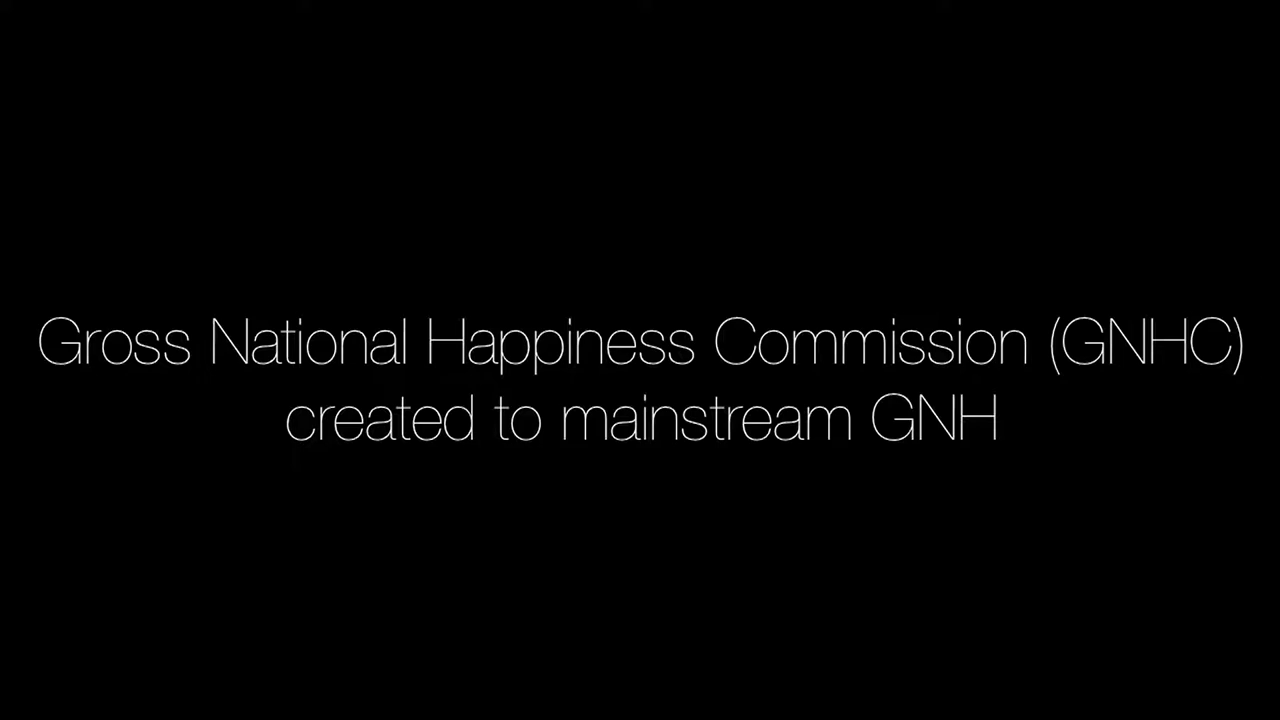 Gross National Happiness Commission (GNHC)
created to mainstream GNH